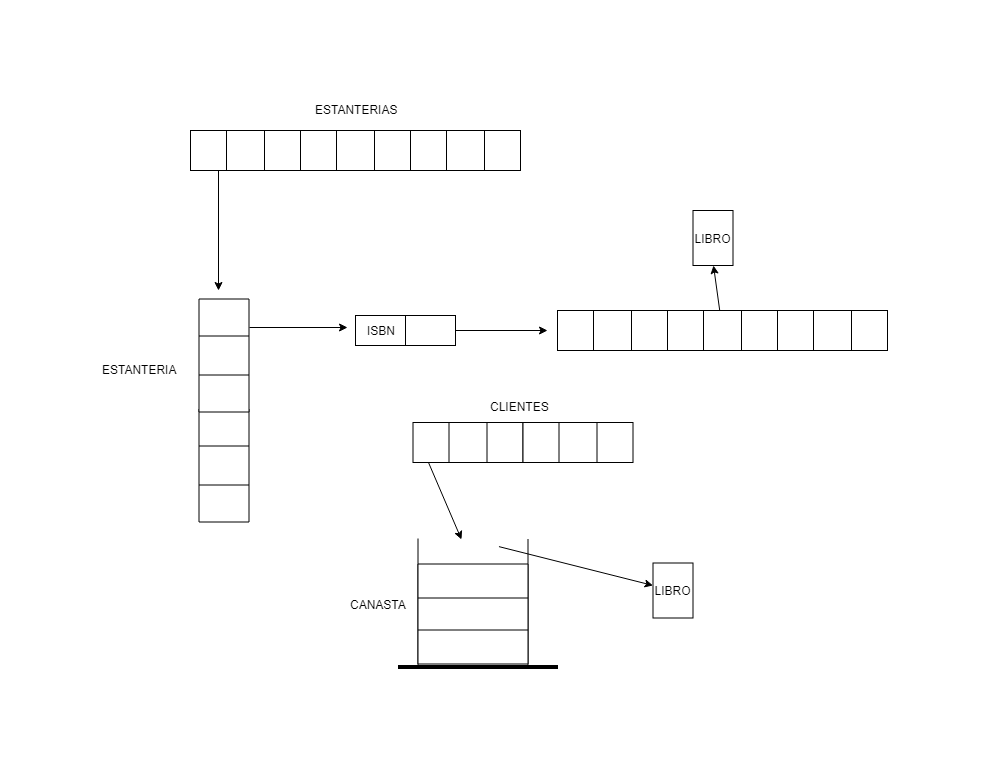 ESTANTERIAS
LIBRO
ISBN
ESTANTERIA
CLIENTES
LIBRO
CANASTA